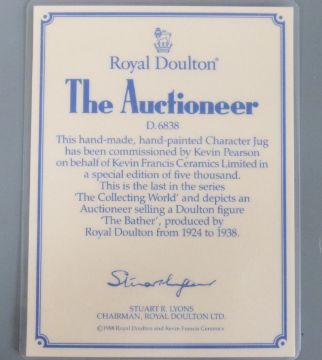 Royal Doulton®
The Auctioneer
D. 6838
This hand-made, hand-painted Character Jug
has been commissioned by Kevin Pearson
on behalf of Kevin Francis Ceramics Limited in
a special edition of five thousand.
This is the last in the series
'The Collecting World' and depicts an
Auctioneer selling a Doulton figure
'The Bather', produced by
Royal Doulton from 1924 to 1938.
Stuart Lyons
STUART R. LYONS
CHAIRMAN, ROYAL DOULTON LTD.
© 1988 Royal Doulton and Kevin Francis Ceramics